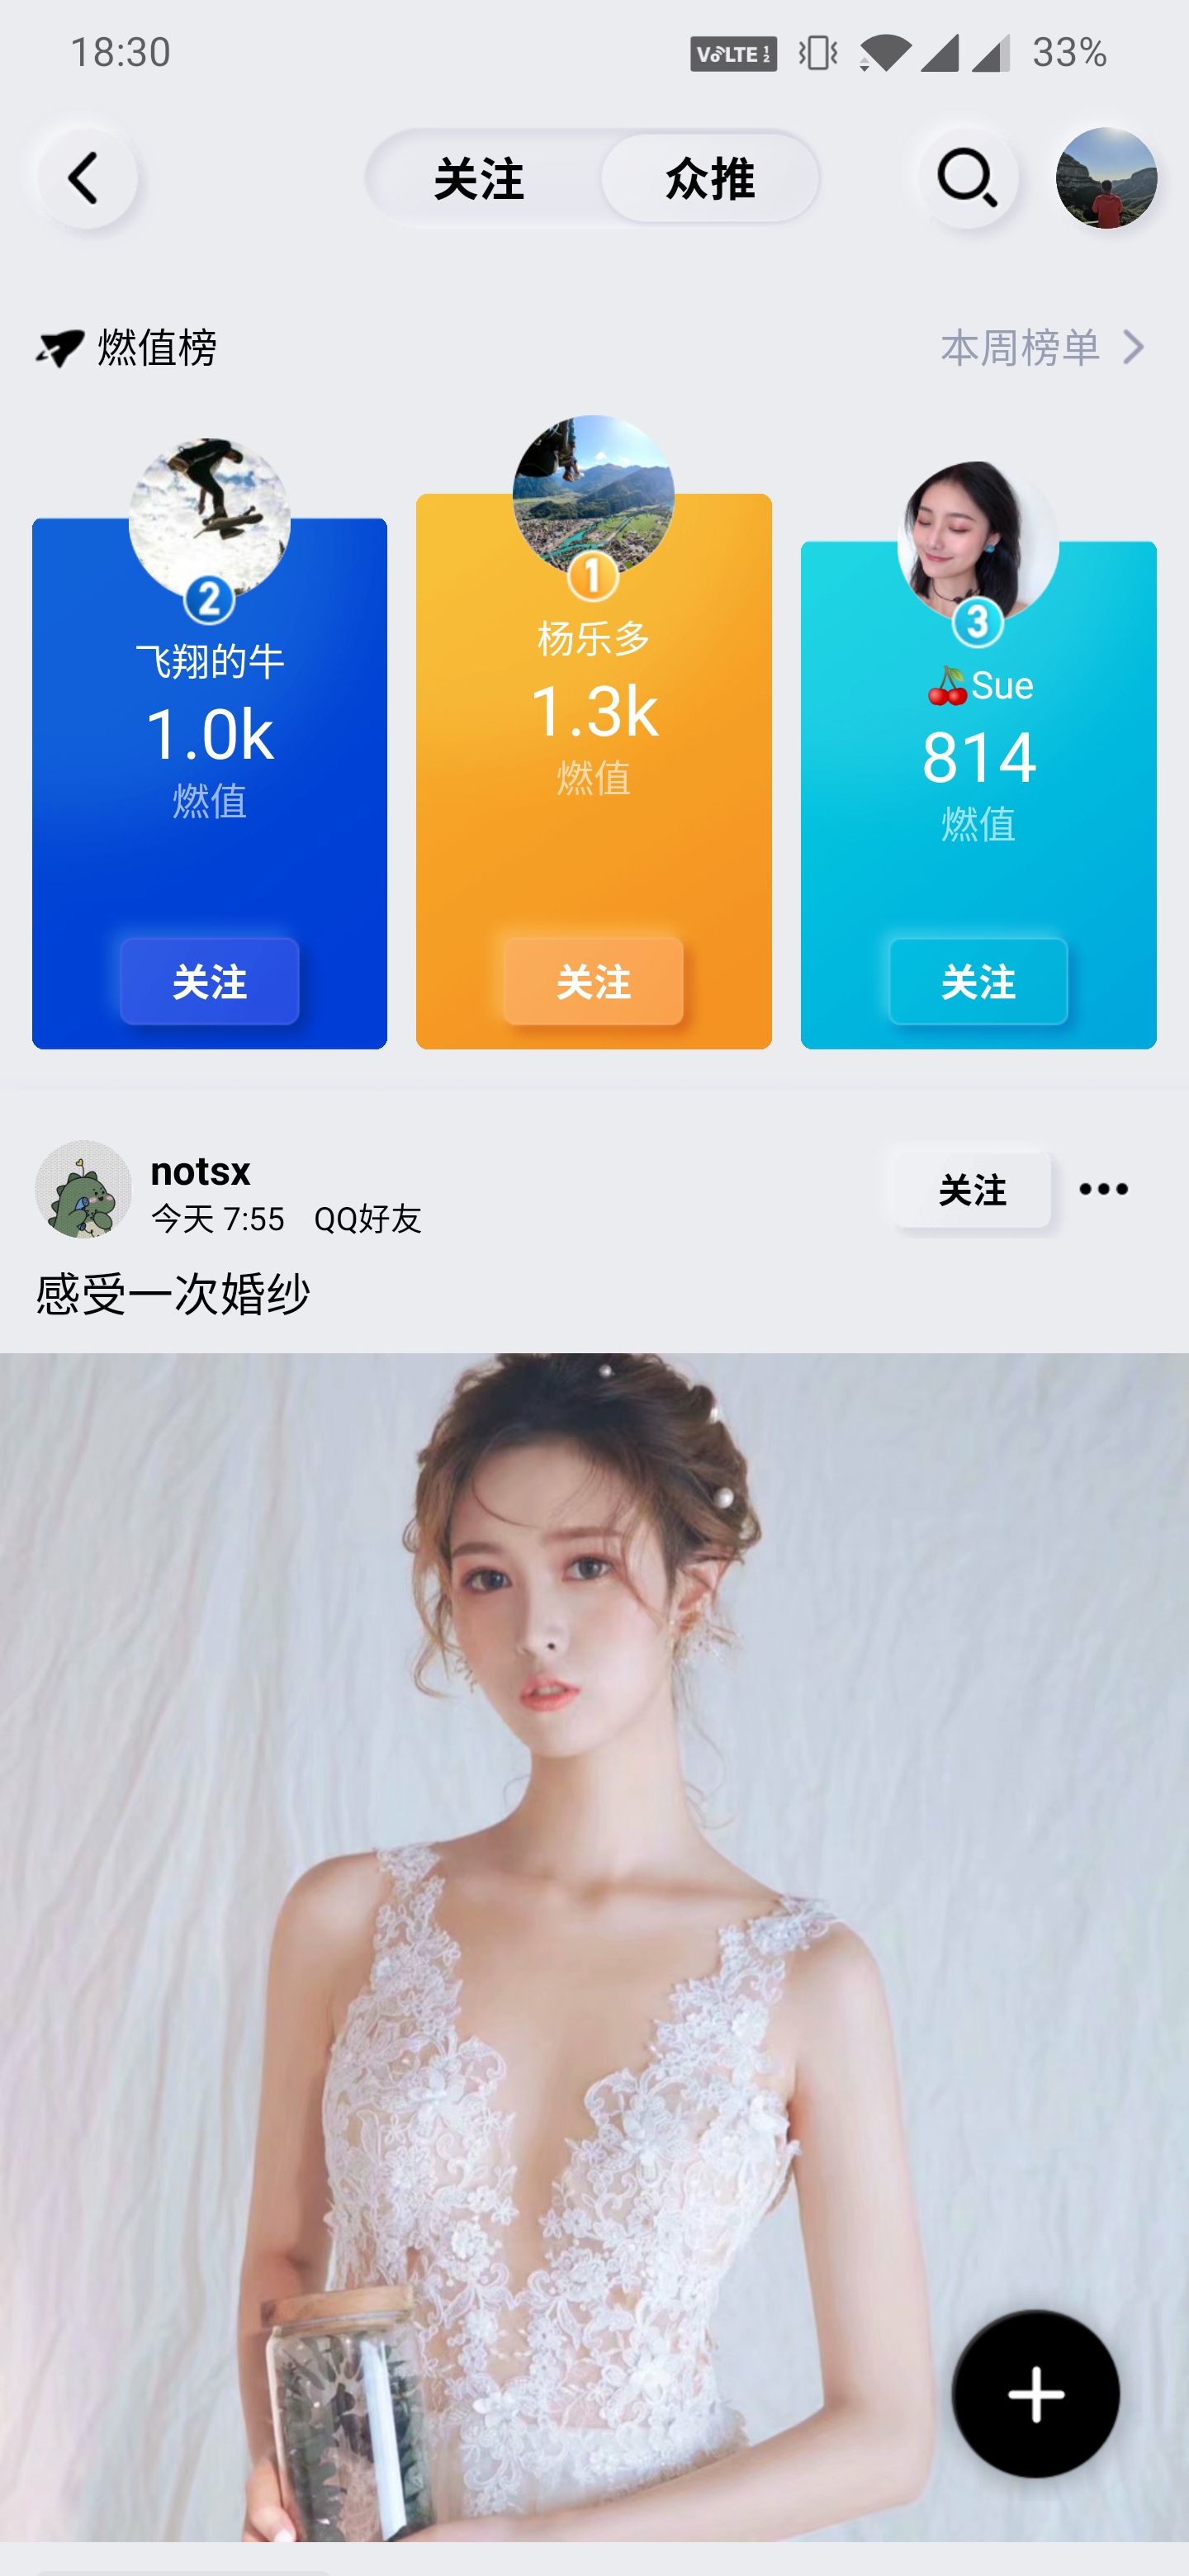 18:30
VoLTE 1 2
33%
关注
众推
燃值榜
本周榜单
2
飞翔的牛
1.0k
燃值
关注
1
杨乐多
1.3k
燃值
关注
3
🍒Sue
814
燃值
关注
notsx
今天 7:55 QQ好友
关注
感受一次婚纱